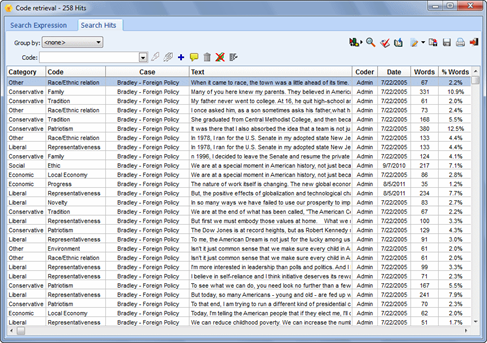 Code retrieval - 258 Hits
Search Expression Search Hits
Group by: <none>
Code:
Category Code Case Text Coder Date Words % Words
Other Race/Ethnic relation Bradley - Foreign Policy When it came to race, the town was a little ahead of its time. Admin 7/22/2005 67 2.2%
Conservative Family Bradley - Foreign Policy Many of you here knew my parents. They believed in America Admin 7/22/2005 331 10.9%
Conservative Tradition Bradley - Foreign Policy My father never went to college. At 16, he quit high-school an Admin 7/22/2005 61 2.0%
Other Race/Ethnic relation Bradley - Foreign Policy I once asked him, as a son sometimes asks his father, what w Admin 7/22/2005 73 2.4%
Conservative Tradition Bradley - Foreign Policy She graduated from Central Methodist College, and then beca Admin 7/22/2005 168 5.5%
Conservative Patriotism Bradley - Foreign Policy It was there that I also absorbed the idea that a team is not ju Admin 7/22/2005 380 12.5%
Other Race/Ethnic relation Bradley - Foreign Policy In 1978, I ran for the U.S. Senate in my adopted state New Je Admin 7/22/2005 133 4.4%
Liberal Representativeness Bradley - Foreign Policy In 1978, I ran for the U.S. Senate in my adopted state New Je Admin 7/22/2005 133 4.4%
Conservative Family Bradley - Foreign Policy n 1996, I decided to leave the Senate and resume the private Admin 7/22/2005 124 4.1%
Social Ethic Bradley - Foreign Policy We are at a special moment in American history, not just becau Admin 9/7/2010 217 7.1%
Economic Local Economy Bradley - Foreign Policy We are at a special moment in American history, not just becau Admin 7/22/2005 86 2.8%
Economic Progress Bradley - Foreign Policy The nature of work itself is changing. The new global econor Admin 8/5/2011 35 1.2%
Liberal Representativeness Bradley - Foreign Policy But, the positive effects of globalization and technological cha Admin 8/5/2011 234 7.7%
Liberal Novelty Bradley - Foreign Policy In so many ways we have failed to use our prosperity to imp Admin 7/22/2005 83 2.7%
Conservative Tradition Bradley - Foreign Policy We are at the end of what has been called, "The American C Admin 7/22/2005 67 2.2%
Liberal Representativeness Bradley - Foreign Policy But first we must embody those values at home. What we n Admin 7/22/2005 100 3.3%
Conservative Patriotism Bradley - Foreign Policy The Dow Jones is at record heights, but as Robert Kennedy o Admin 7/22/2005 129 4.3%
Liberal Representativeness Bradley - Foreign Policy To me, the American Dream is not just for the lucky among us Admin 7/22/2005 91 3.0%
Other Environment Bradley - Foreign Policy Isn't it just common sense that we make sure every child in A Admin 7/22/2005 61 2.0%
Other Race/Ethnic relation Bradley - Foreign Policy Isn't it just common sense that we make sure every child in A Admin 7/22/2005 61 2.0%
Liberal Representativeness Bradley - Foreign Policy I'm more interested in leadership than polls and politics. And I Admin 7/22/2005 99 3.3%
Liberal Representativeness Bradley - Foreign Policy I believe in self-reliance and I think initiative deserves its rewa Admin 7/22/2005 71 2.3%
Conservative Patriotism Bradley - Foreign Policy To see what we can do, you need look no further than a few Admin 7/22/2005 167 5.5%
Liberal Representativeness Bradley - Foreign Policy But today, so many Americans - young and old - are fed up w Admin 7/22/2005 241 7.9%
Conservative Patriotism Bradley - Foreign Policy To that end, I am trying to run a different kind of presidential c Admin 7/22/2005 70 2.3%
Economic Local Economy Bradley - Foreign Policy Today, I'm telling the American people that if they elect me, I'll Admin 7/22/2005 62 2.0%
Liberal Representativeness Bradley - Foreign Policy We can reduce childhood poverty. We can increase the numb Admin 7/22/2005 51 1.7%